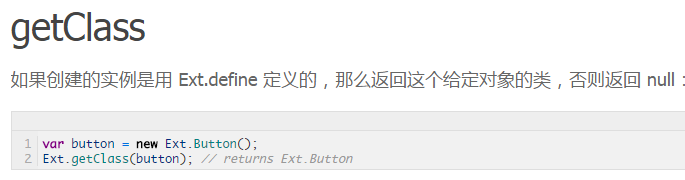 getClass
如果创建的实例是用 Ext.define 定义的，那么返回这个给定对象的类，否则返回 null：
1 var button = new Ext.Button();
2 Ext.getClass(button); // returns Ext.Button